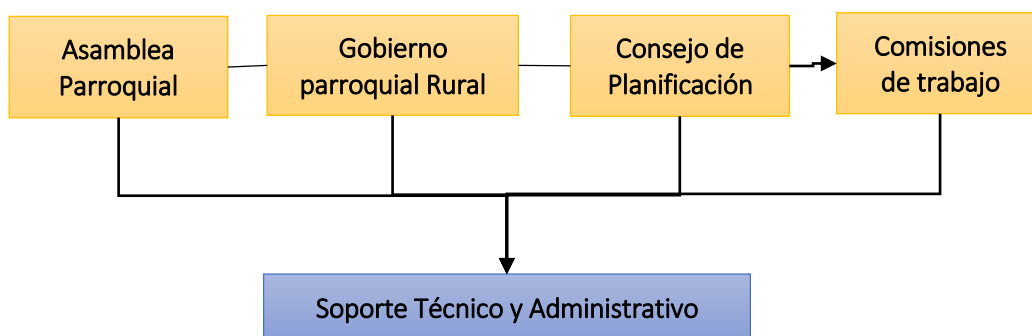 Asamblea
Parroquial
Gobierno
parroquial Rural
Consejo de
Planificación
Comisiones
de trabajo
Soporte Técnico y Administrativo